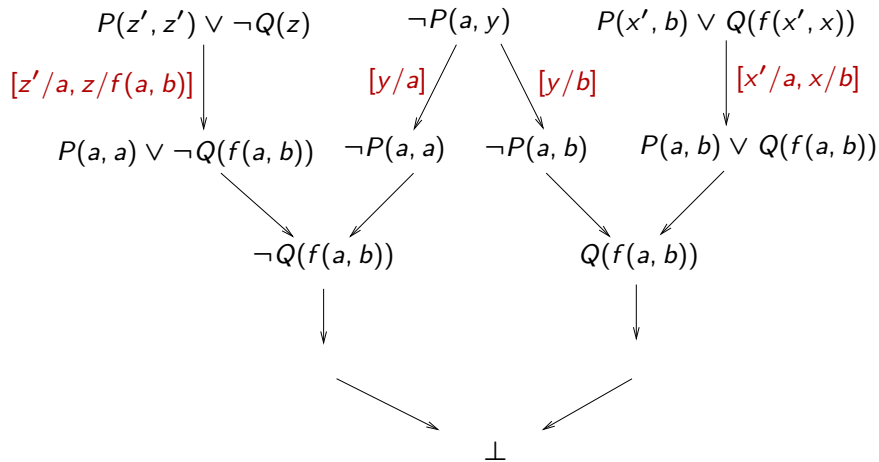 P(z′, z′) ∨ ¬Q(z) ¬P(a, y) P(x′, b) ∨ Q(f(x′, x))
[z′/a, z/f(a, b)] [y/a] [y/b] [x′/a, x/b]
P(a, a) ∨ ¬Q(f(a, b)) ¬P(a, a) ¬P(a, b) P(a, b) ∨ Q(f(a, b))
¬Q(f(a, b)) Q(f(a, b))
⊥